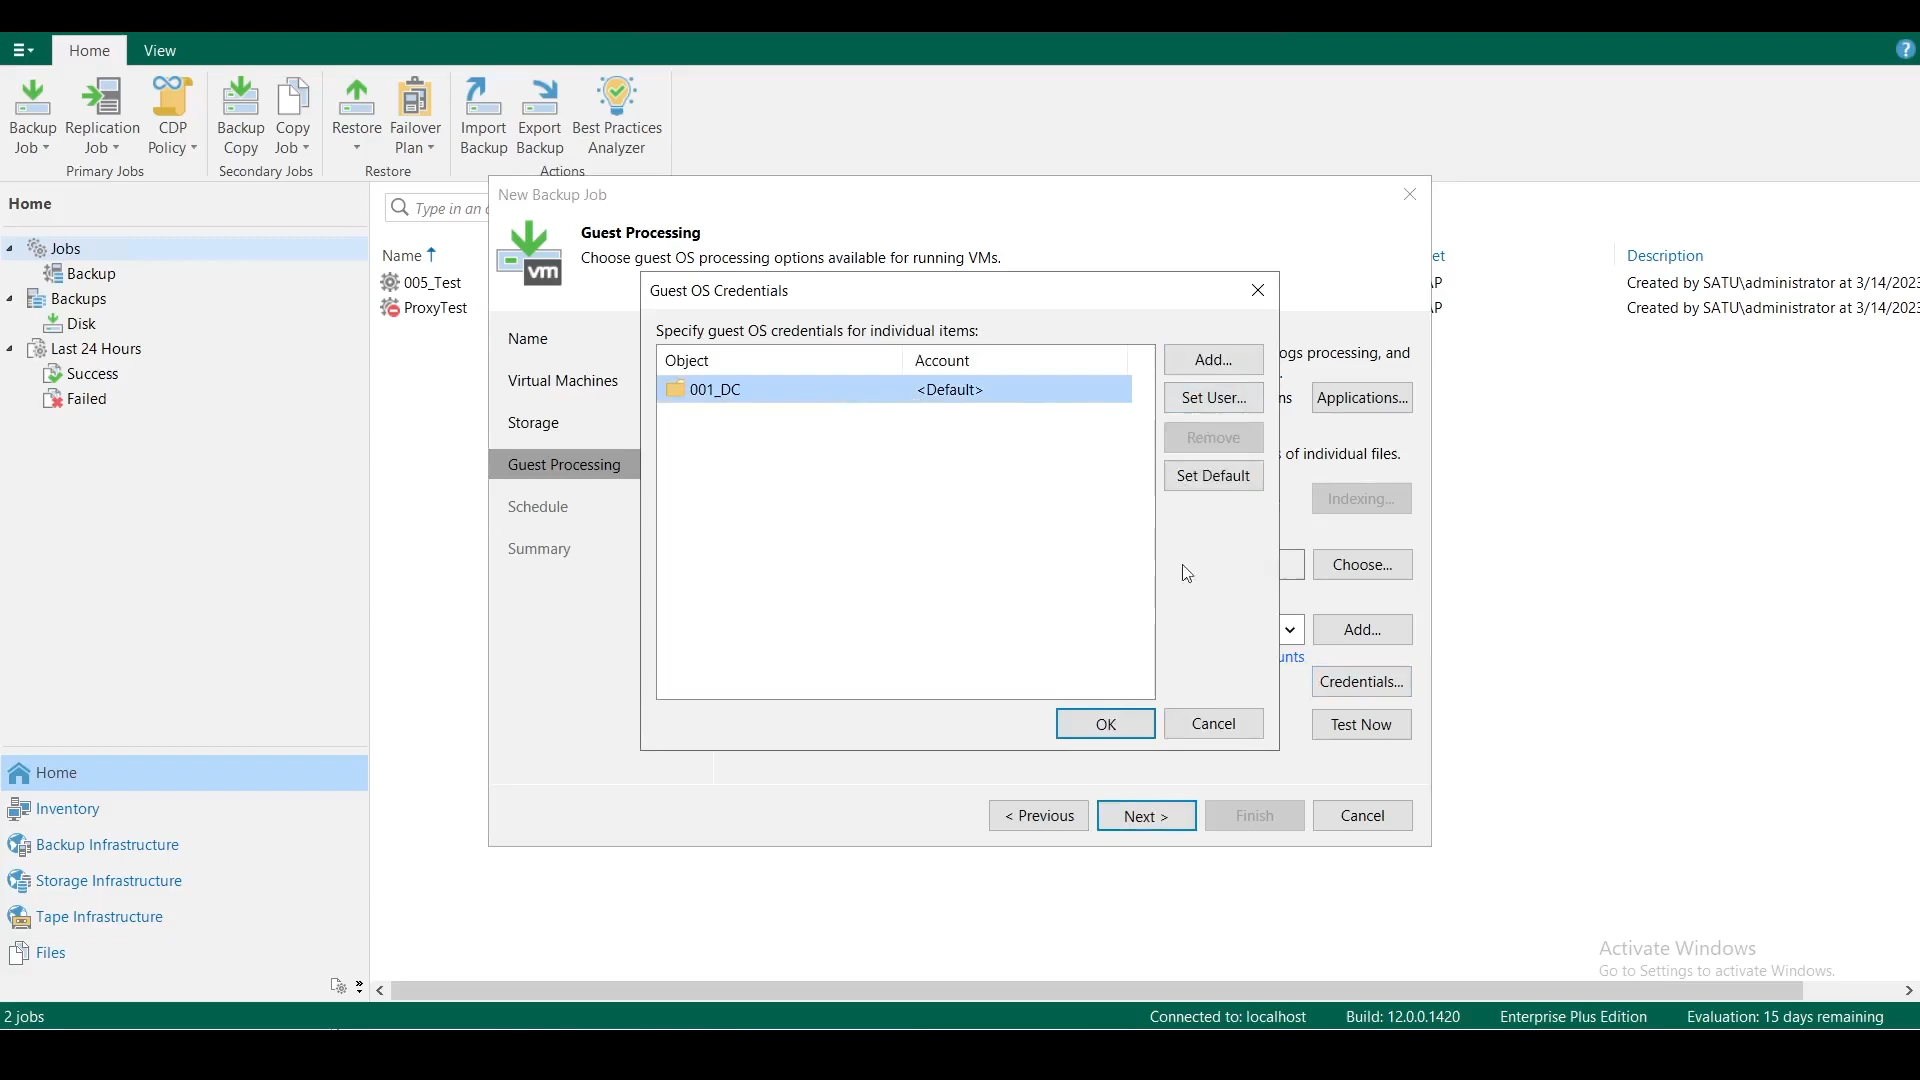 Home
View
?
Backup Job
Replication Job
CDP Policy
Backup Copy
Copy Job
Restore
Failover Plan
Import Backup
Export Backup
Best Practices Analyzer
Primary Jobs
Secondary Jobs
Restore
Actions
Home
Jobs
Backup
Backups
Disk
Last 24 Hours
Success
Failed
Type in an
Name
005_Test
ProxyTest
et
Description
AP
Created by SATU\administrator at 3/14/2023
AP
Created by SATU\administrator at 3/14/2023
New Backup Job
Guest Processing
Choose guest OS processing options available for running VMs.
vm
Name
Virtual Machines
Storage
Guest Processing
Schedule
Summary
Guest OS Credentials
Specify guest OS credentials for individual items:
Object
Account
001_DC
<Default>
Add...
Set User...
Remove
Set Default
OK
Cancel
ogs processing, and
ns
Applications...
of individual files.
Indexing...
Choose...
Add...
unts
Credentials...
Test Now
< Previous
Next >
Finish
Cancel
Home
Inventory
Backup Infrastructure
Storage Infrastructure
Tape Infrastructure
Files
Activate Windows
Go to Settings to activate Windows.
2 jobs
Connected to: localhost
Build: 12.0.0.1420
Enterprise Plus Edition
Evaluation: 15 days remaining